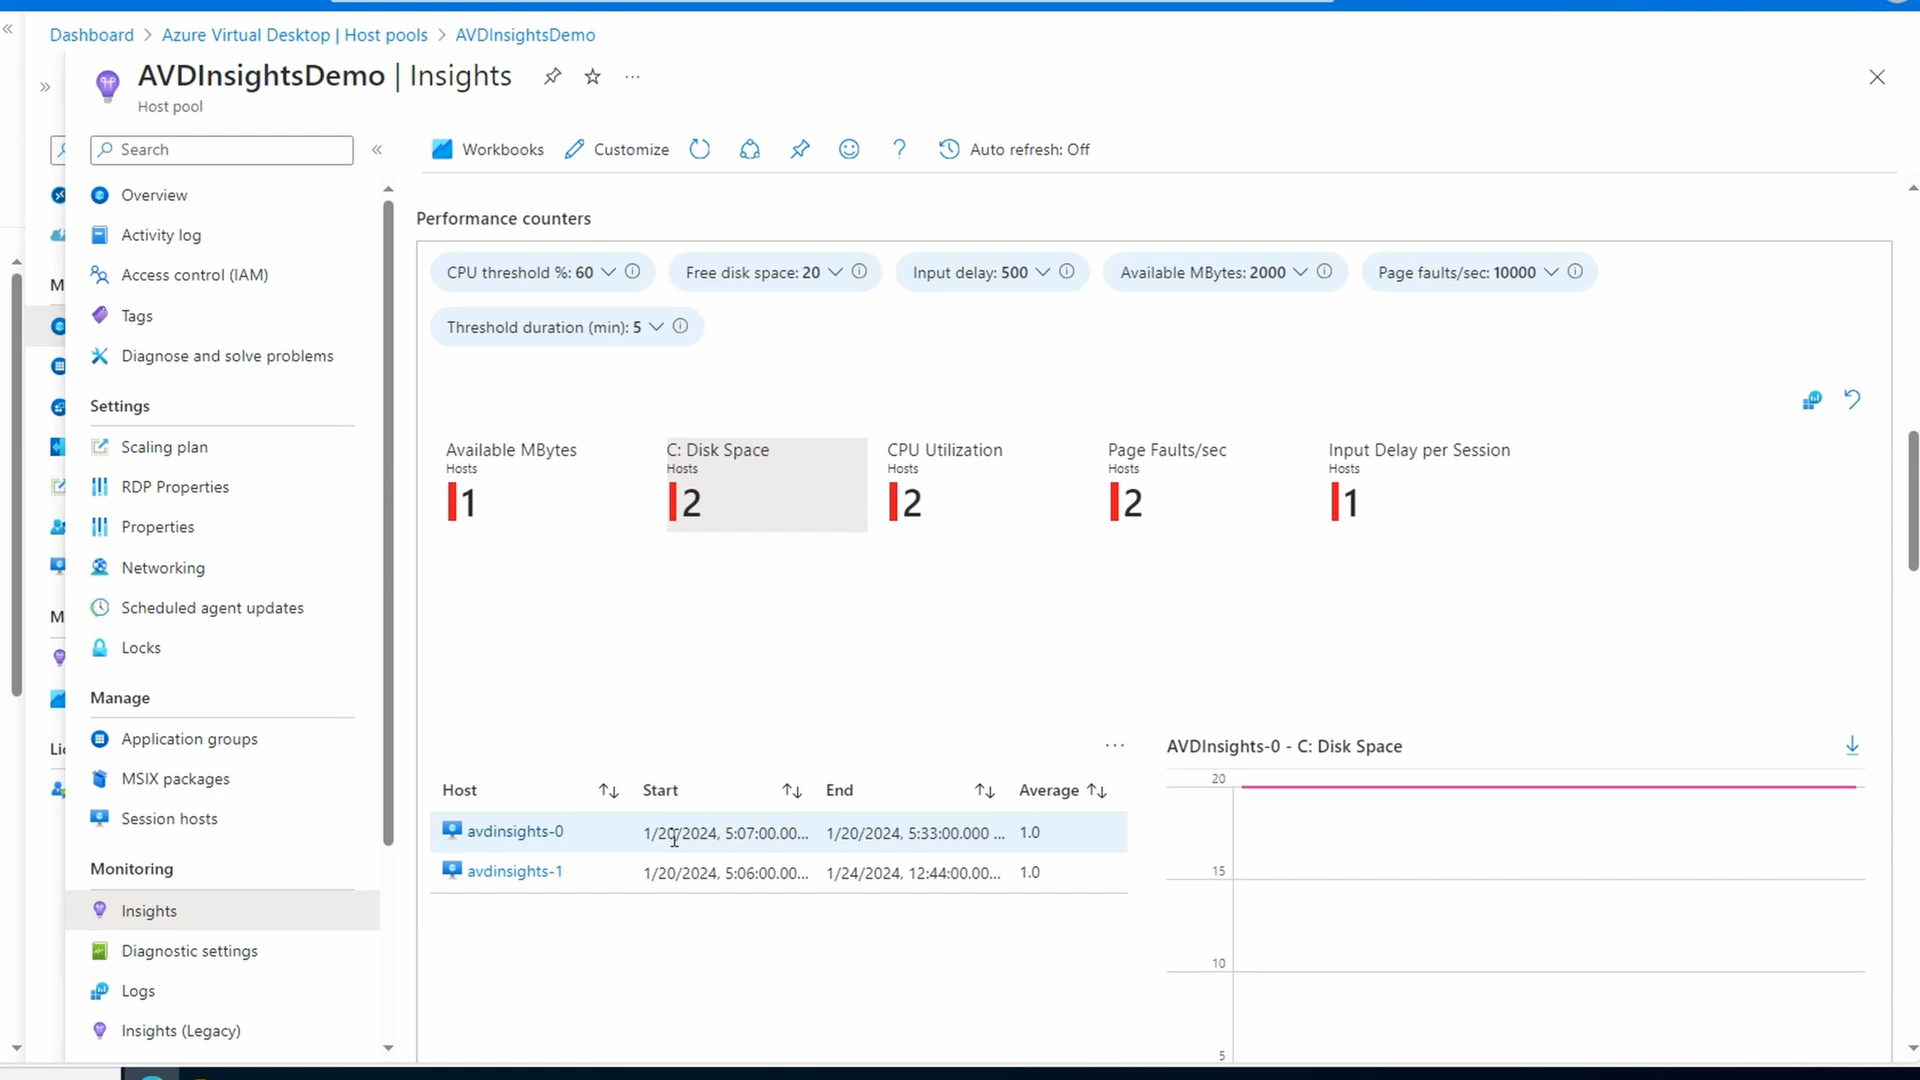 Dashboard > Azure Virtual Desktop | Host pools > AVDInsightsDemo
AVDInsightsDemo | Insights
Host pool
Search
Overview
Activity log
Access control (IAM)
Tags
Diagnose and solve problems
Settings
Scaling plan
RDP Properties
Properties
Networking
Scheduled agent updates
Locks
Manage
Application groups
MSIX packages
Session hosts
Monitoring
Insights
Diagnostic settings
Logs
Insights (Legacy)
M
M
Li
Workbooks Customize ? Auto refresh: Off
Performance counters
CPU threshold %: 60 Free disk space: 20 Input delay: 500 Available MBytes: 2000 Page faults/sec: 10000
Threshold duration (min): 5
Available MBytes C: Disk Space CPU Utilization Page Faults/sec Input Delay per Session
Hosts Hosts Hosts Hosts Hosts
1 2 2 2 1
Host Start End Average
avdinsights-0 1/20/2024, 5:07:00.00... 1/20/2024, 5:33:00.000 ... 1.0
avdinsights-1 1/20/2024, 5:06:00.00... 1/24/2024, 12:44:00.00... 1.0
AVDInsights-0 - C: Disk Space
20
15
10
5